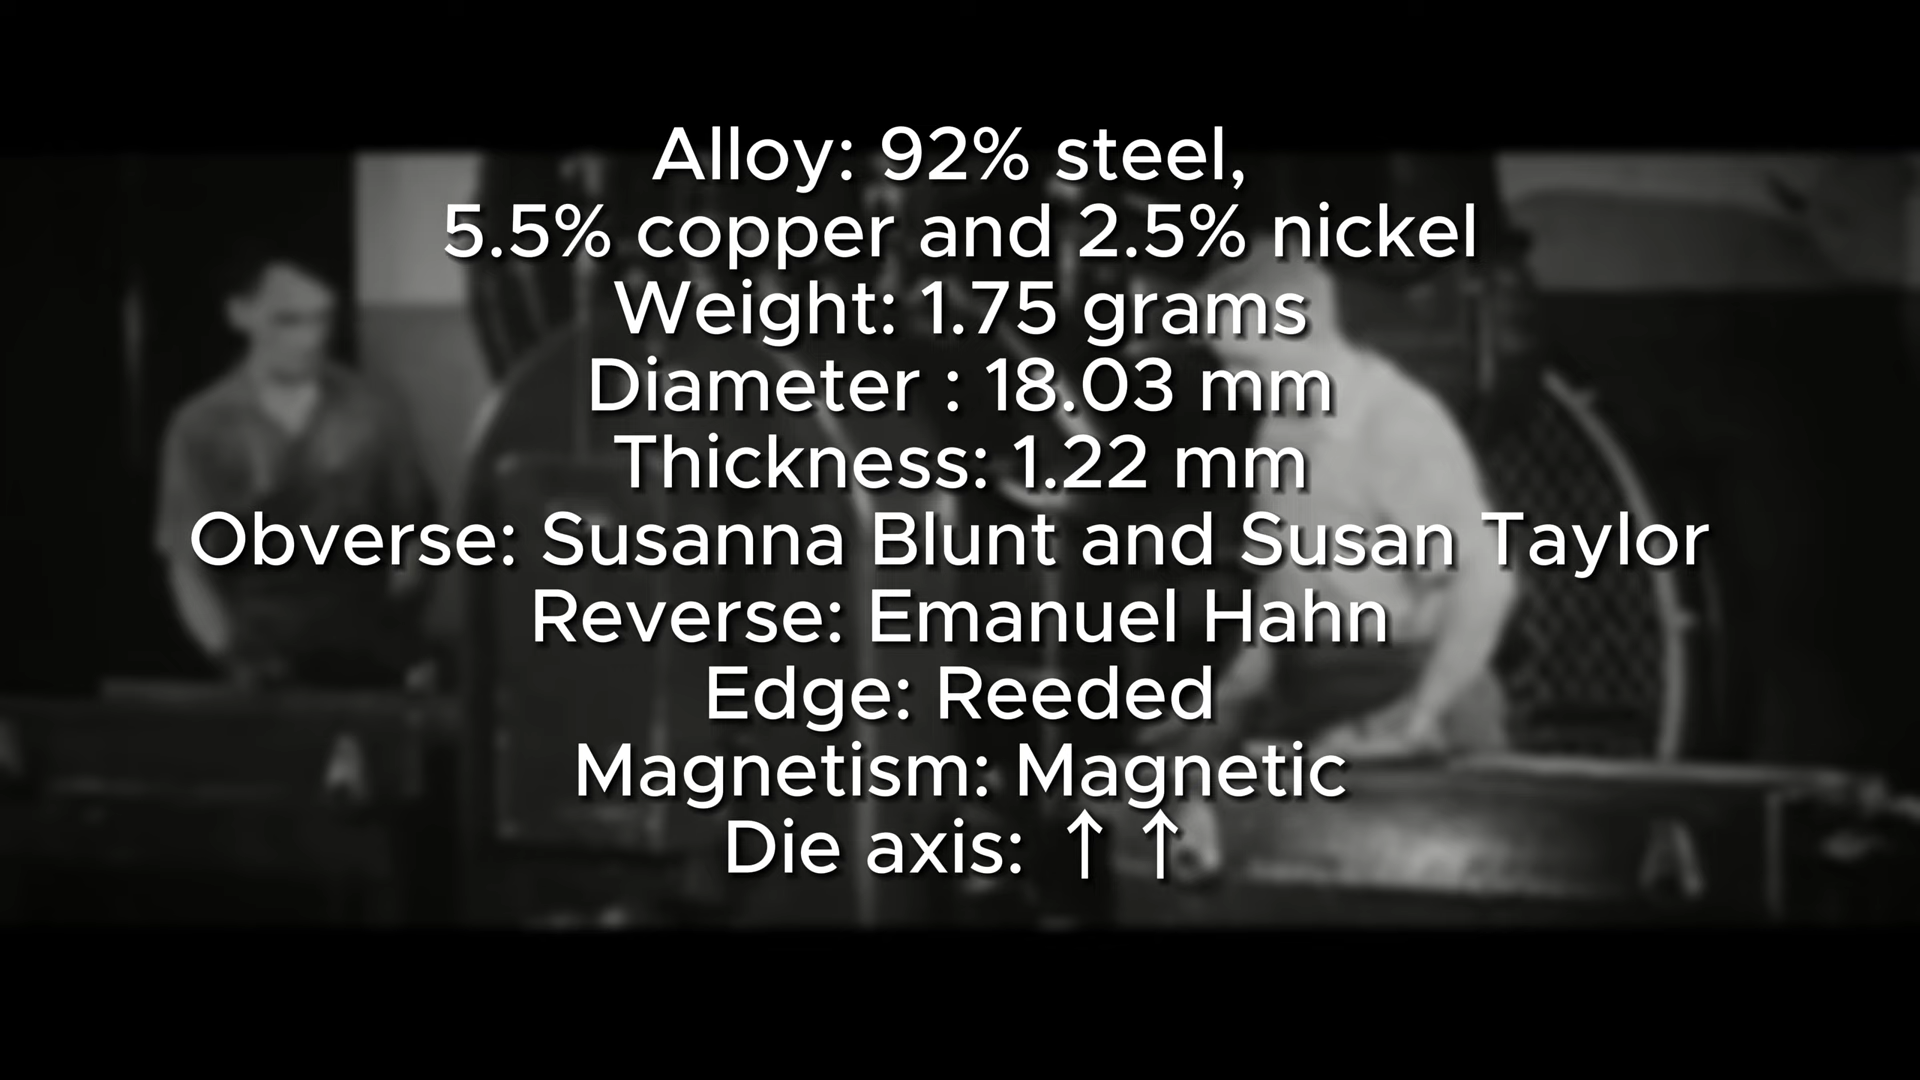 Alloy: 92% steel,
5.5% copper and 2.5% nickel
Weight: 1.75 grams
Diameter : 18.03 mm
Thickness: 1.22 mm
Obverse: Susanna Blunt and Susan Taylor
Reverse: Emanuel Hahn
Edge: Reeded
Magnetism: Magnetic
Die axis: ↑ ↑
A
A